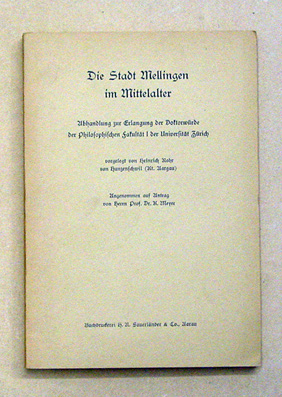 Die Stadt Mellingen
im Mittelalter
Abhandlung zur Erlangung der Doktorwürde
der Philosophischen Fakultät I der Universität Zürich
vorgelegt von Heinrich Rohr
von Hunzenschwil (Kt. Aargau)
Angenommen auf Antrag
von Herrn Prof. Dr. K. Meyer
Buchdruckerei H. R. Sauerländer & Co., Aarau